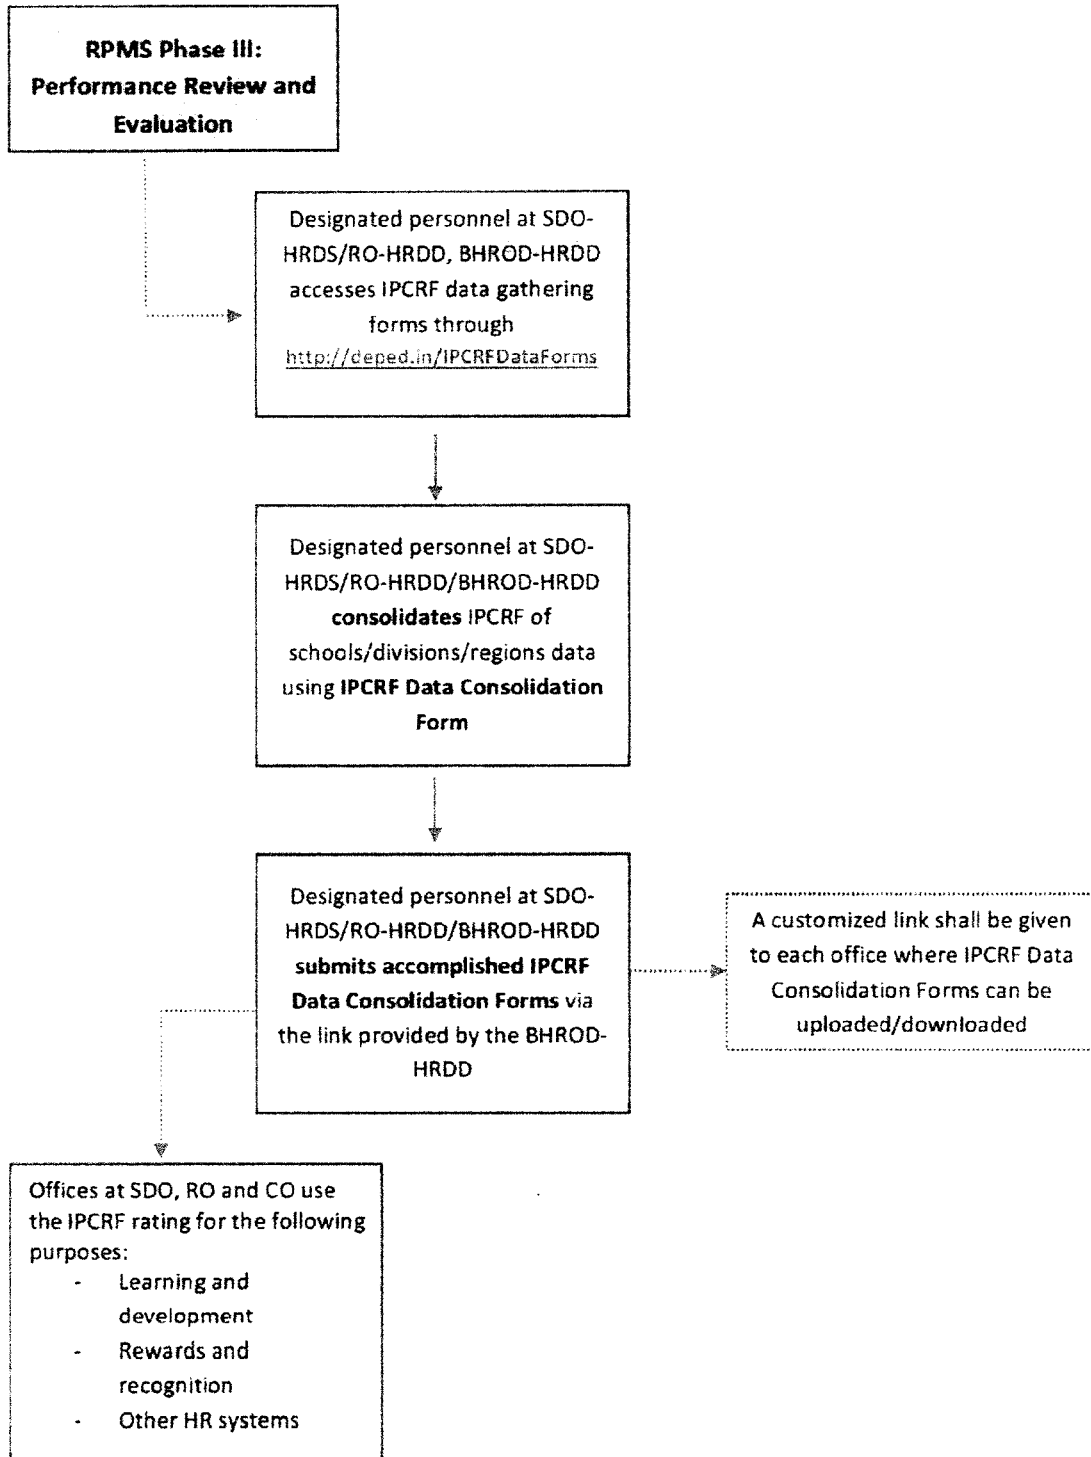 RPMS Phase III:
Performance Review and
Evaluation
Designated personnel at SDO-
HRDS/RO-HRDD, BHROD-HRDD
accesses IPCRF data gathering
forms through
http://deped.in/IPCRFDataForms
Designated personnel at SDO-
HRDS/RO-HRDD/BHROD-HRDD
consolidates IPCRF of
schools/divisions/regions data
using IPCRF Data Consolidation
Form
Designated personnel at SDO-
HRDS/RO-HRDD/BHROD-HRDD
submits accomplished IPCRF
Data Consolidation Forms via
the link provided by the BHROD-
HRDD
A customized link shall be given
to each office where IPCRF Data
Consolidation Forms can be
uploaded/downloaded
Offices at SDO, RO and CO use
the IPCRF rating for the following
purposes:
- Learning and
development
- Rewards and
recognition
- Other HR systems